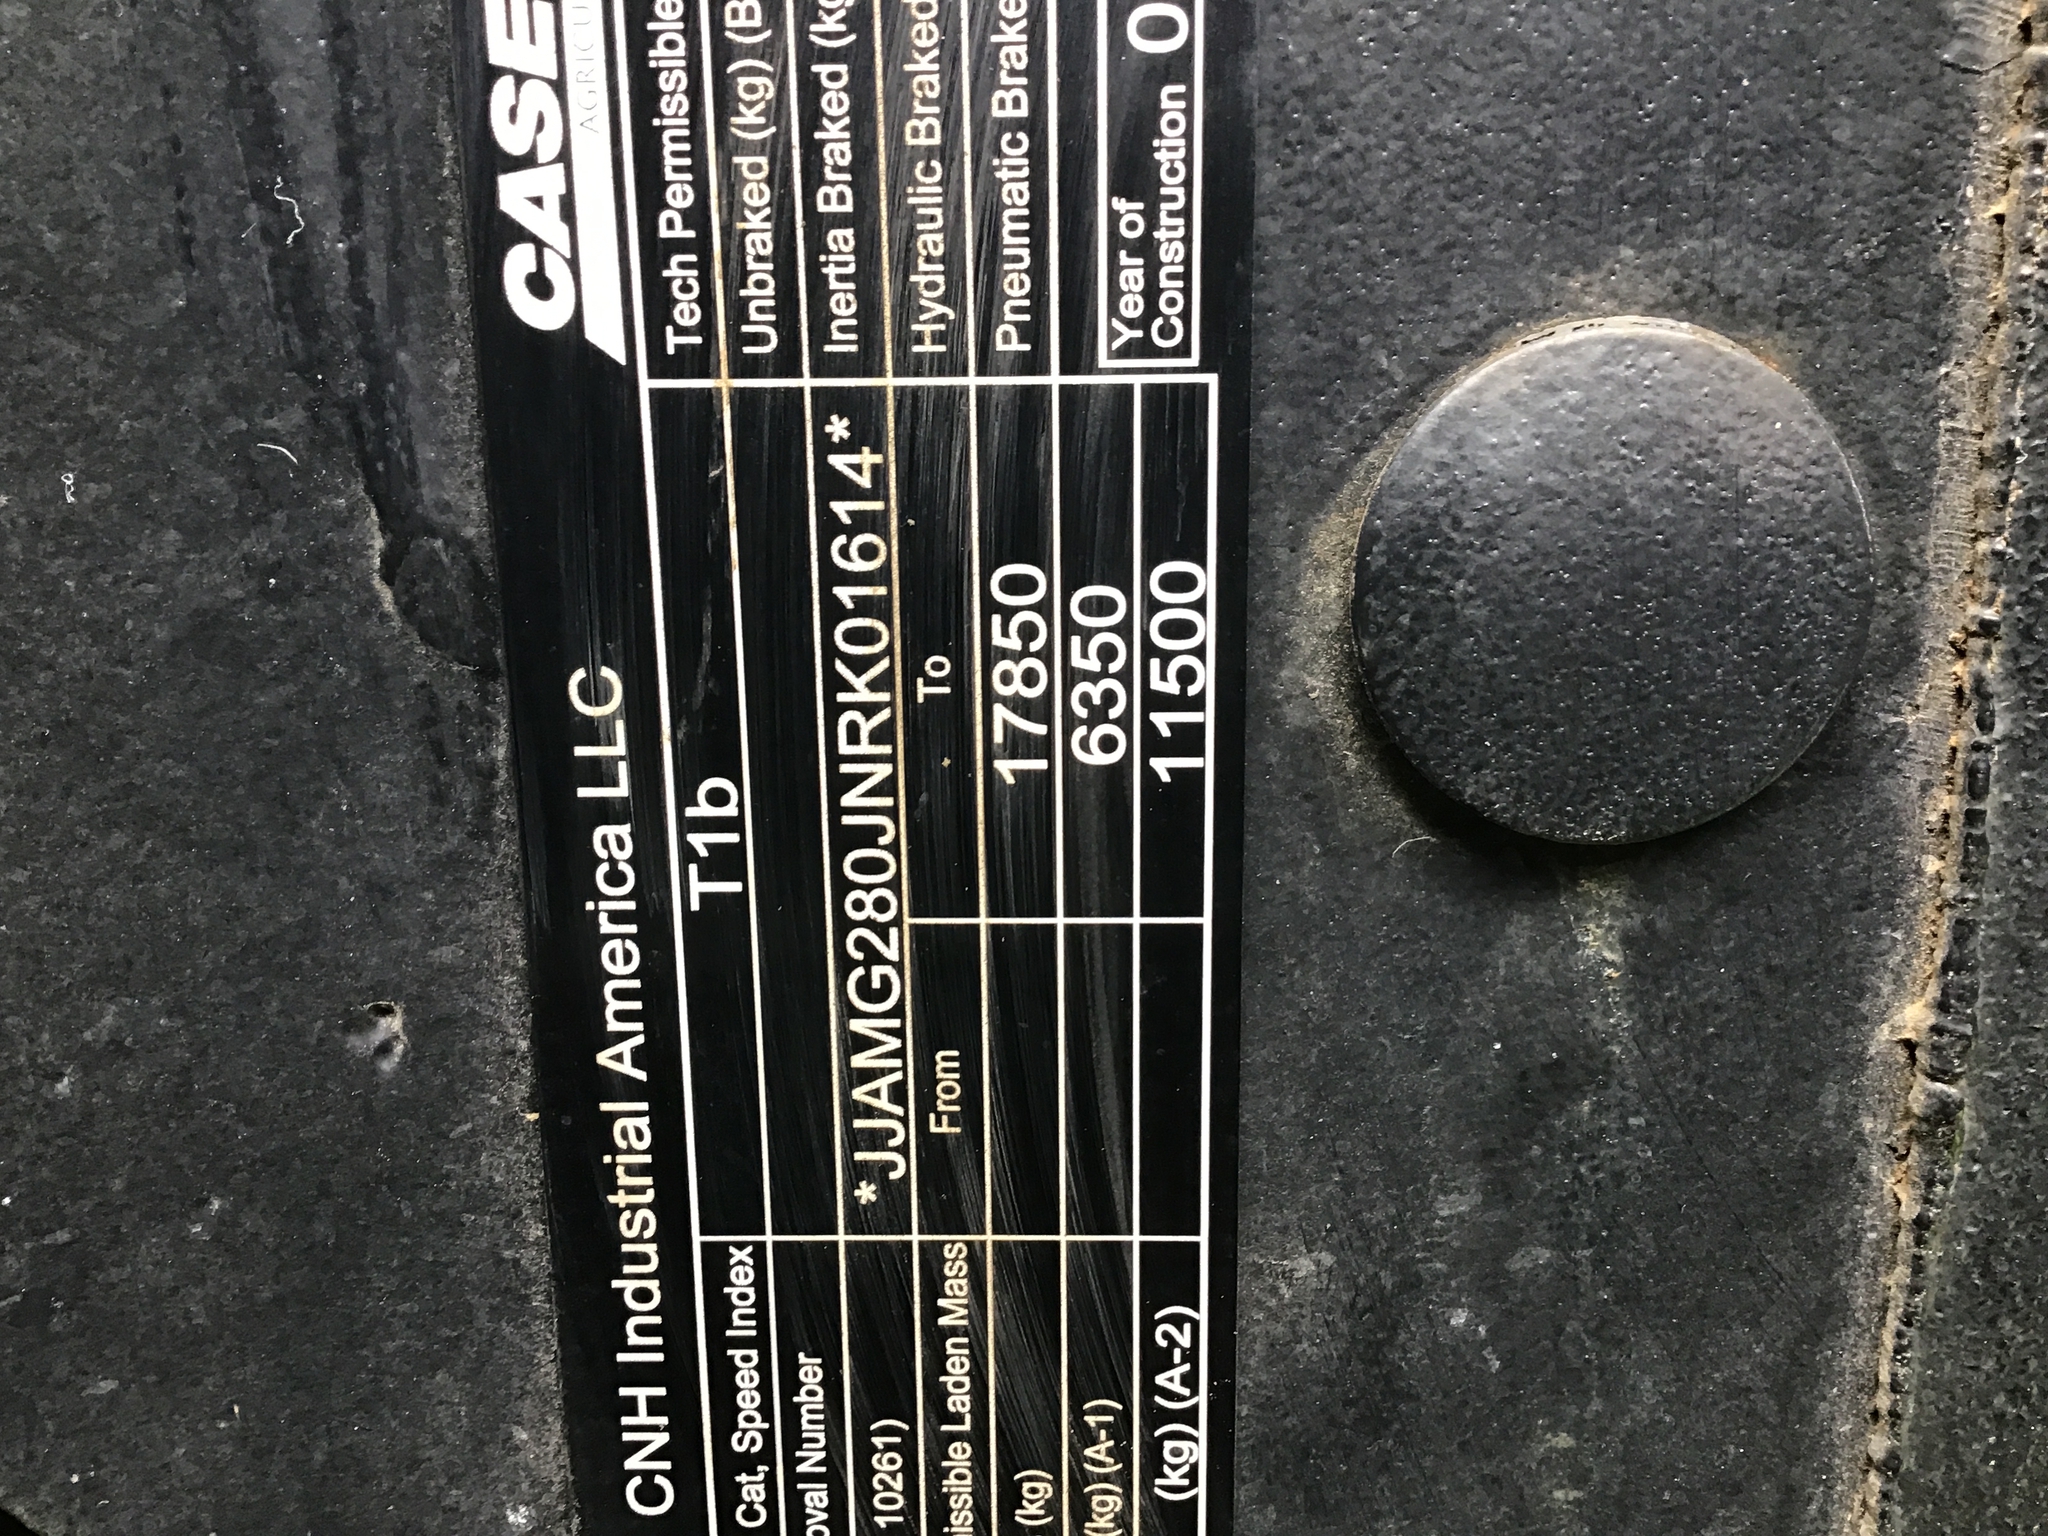 CNH Industrial America LLC
CASE
Cat, Speed Index
T1b
Tech Permissible
oval Number
Unbraked (kg) (B
10261)
*JJAMG280JNRK01614*
Inertia Braked (kg
issible Laden Mass
From
To
Hydraulic Braked
(kg)
17850
Pneumatic Brake
(kg) (A-1)
6350
(kg) (A-2)
11500
Year of
Construction
0
AGRICU